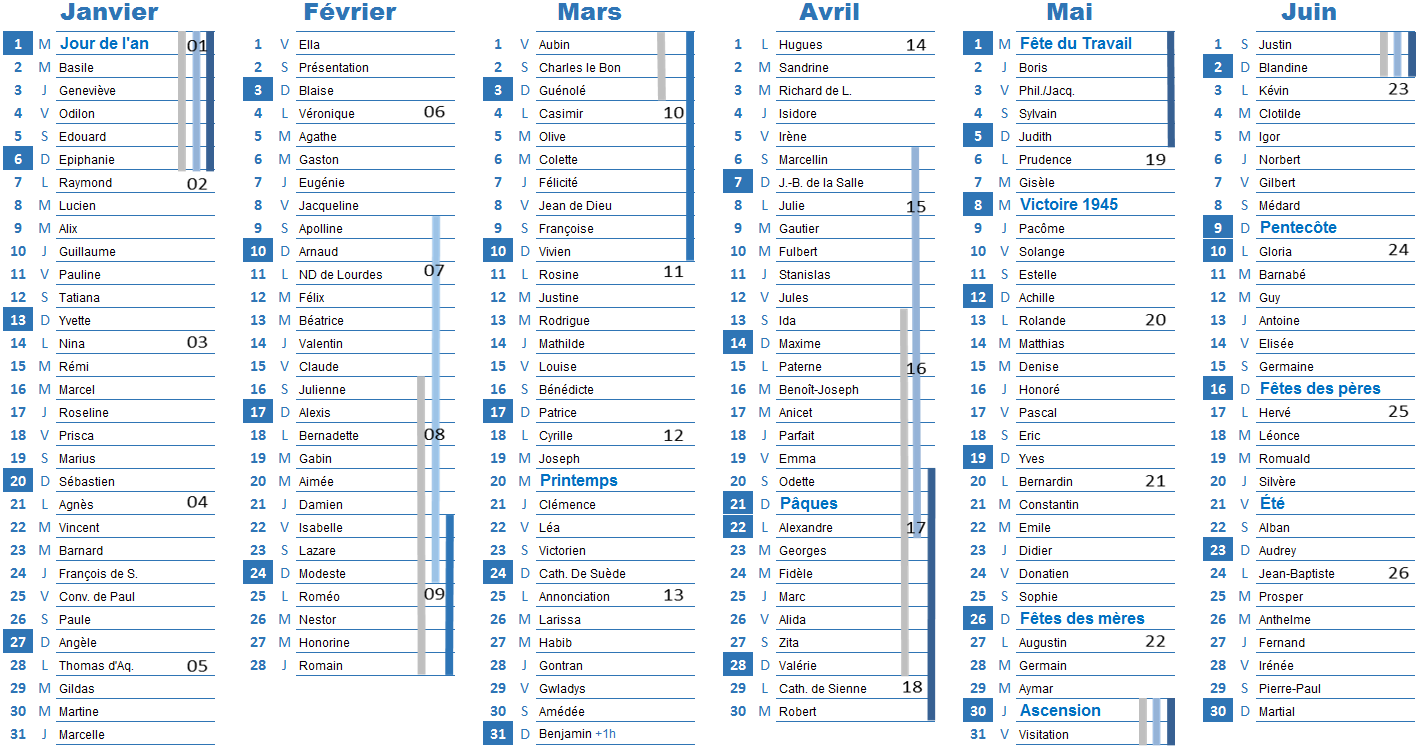 Janvier
1 M Jour de l'an 01
2 M Basile
3 J Geneviève
4 V Odilon
5 S Edouard
6 D Epiphanie
7 L Raymond 02
8 M Lucien
9 M Alix
10 J Guillaume
11 V Pauline
12 S Tatiana
13 D Yvette
14 L Nina 03
15 M Rémi
16 M Marcel
17 J Roseline
18 V Prisca
19 S Marius
20 D Sébastien
21 L Agnès 04
22 M Vincent
23 M Barnard
24 J François de S.
25 V Conv. de Paul
26 S Paule
27 D Angèle
28 L Thomas d'Aq. 05
29 M Gildas
30 M Martine
31 J Marcelle
Février
1 V Ella
2 S Présentation
3 D Blaise
4 L Véronique 06
5 M Agathe
6 M Gaston
7 J Eugénie
8 V Jacqueline
9 S Apolline
10 D Arnaud
11 L ND de Lourdes 07
12 M Félix
13 M Béatrice
14 J Valentin
15 V Claude
16 S Julienne
17 D Alexis
18 L Bernadette 08
19 M Gabin
20 M Aimée
21 J Damien
22 V Isabelle
23 S Lazare
24 D Modeste
25 L Roméo 09
26 M Nestor
27 M Honorine
28 J Romain
Mars
1 V Aubin
2 S Charles le Bon
3 D Guénolé
4 L Casimir 10
5 M Olive
6 M Colette
7 J Félicité
8 V Jean de Dieu
9 S Françoise
10 D Vivien
11 L Rosine 11
12 M Justine
13 M Rodrigue
14 J Mathilde
15 V Louise
16 S Bénédicte
17 D Patrice
18 L Cyrille 12
19 M Joseph
20 M Printemps
21 J Clémence
22 V Léa
23 S Victorien
24 D Cath. De Suède
25 L Annonciation 13
26 M Larissa
27 M Habib
28 J Gontran
29 V Gwladys
30 S Amédée
31 D Benjamin +1h
Avril
1 L Hugues 14
2 M Sandrine
3 M Richard de L.
4 J Isidore
5 V Irène
6 S Marcellin
7 D J.-B. de la Salle
8 L Julie 15
9 M Gautier
10 M Fulbert
11 J Stanislas
12 V Jules
13 S Ida
14 D Maxime
15 L Paterne 16
16 M Benoît-Joseph
17 M Anicet
18 J Parfait
19 V Emma
20 S Odette
21 D Pâques
22 L Alexandre 17
23 M Georges
24 M Fidèle
25 J Marc
26 V Alida
27 S Zita
28 D Valérie
29 L Cath. de Sienne 18
30 M Robert
Mai
1 M Fête du Travail
2 J Boris
3 V Phil./Jacq.
4 S Sylvain
5 D Judith
6 L Prudence 19
7 M Gisèle
8 M Victoire 1945
9 J Pacôme
10 V Solange
11 S Estelle
12 D Achille
13 L Rolande 20
14 M Matthias
15 M Denise
16 J Honoré
17 V Pascal
18 S Eric
19 D Yves
20 L Bernardin 21
21 M Constantin
22 M Emile
23 J Didier
24 V Donatien
25 S Sophie
26 D Fêtes des mères
27 L Augustin 22
28 M Germain
29 M Aymar
30 J Ascension
31 V Visitation
Juin
1 S Justin
2 D Blandine
3 L Kévin 23
4 M Clotilde
5 M Igor
6 J Norbert
7 V Gilbert
8 S Médard
9 D Pentecôte
10 L Gloria 24
11 M Barnabé
12 M Guy
13 J Antoine
14 V Elisée
15 S Germaine
16 D Fêtes des pères
17 L Hervé 25
18 M Léonce
19 M Romuald
20 J Silvère
21 V Été
22 S Alban
23 D Audrey
24 L Jean-Baptiste 26
25 M Prosper
26 M Anthelme
27 J Fernand
28 V Irénée
29 S Pierre-Paul
30 D Martial